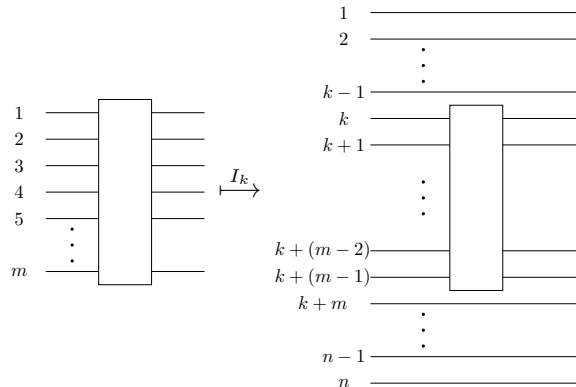 1
2
3
4
5
⋮
m
I_k
1
2
⋮
k − 1
k
k + 1
⋮
k + (m − 2)
k + (m − 1)
k + m
⋮
n − 1
n